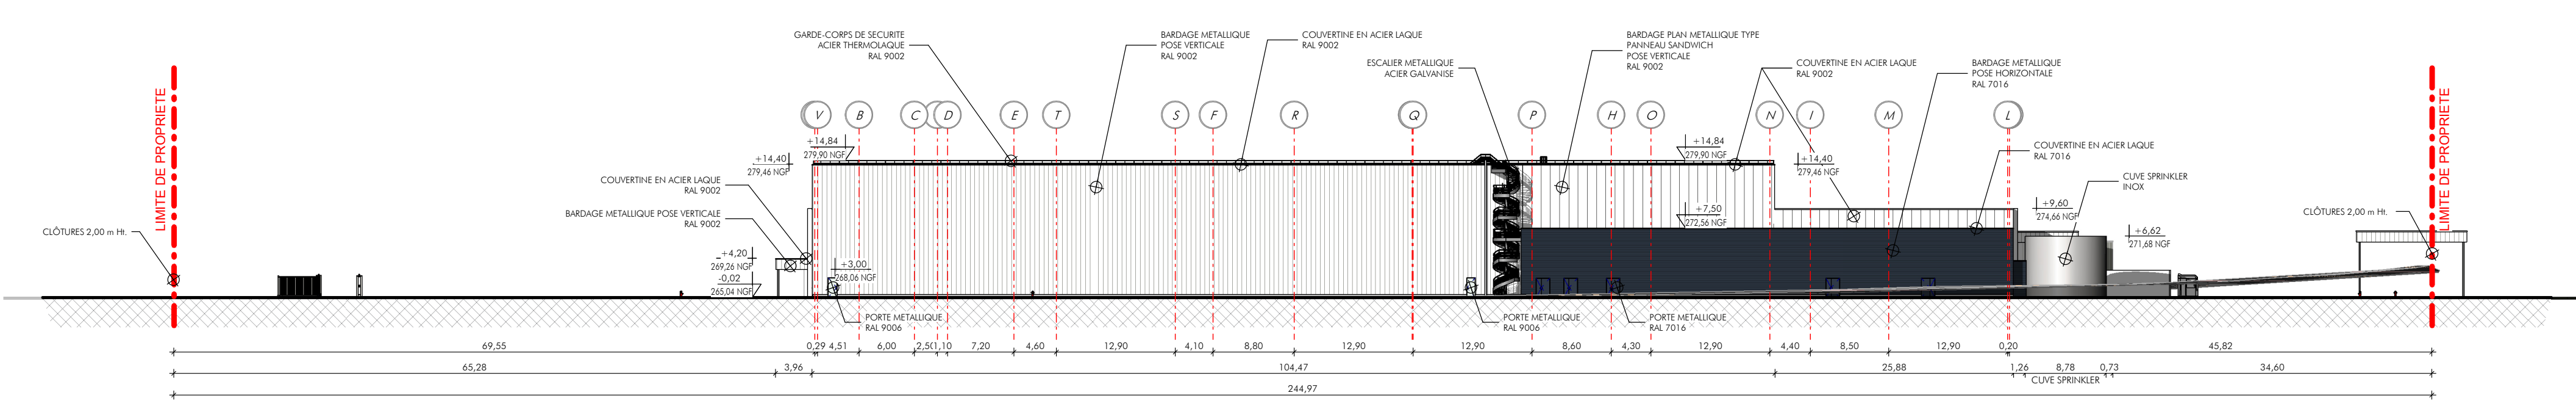 GARDE-CORPS DE SECURITE
ACIER THERMOLAQUE
RAL 9002
BARDAGE METALLIQUE
POSE VERTICALE
RAL 9002
COUVERTINE EN ACIER LAQUE
RAL 9002
ESCALIER METALLIQUE
ACIER GALVANISE
BARDAGE PLAN METALLIQUE TYPE
PANNEAU SANDWICH
POSE VERTICALE
RAL 9002
COUVERTINE EN ACIER LAQUE
RAL 9002
BARDAGE METALLIQUE
POSE HORIZONTALE
RAL 7016
LIMITE DE PROPRIETE
LIMITE DE PROPRIETE
V B C D E T S F R Q P H O N I M L
+14,84
279,90 NGF
+14,40
279,46 NGF
+14,84
279,90 NGF
+14,40
279,46 NGF
COUVERTINE EN ACIER LAQUE
RAL 7016
COUVERTINE EN ACIER LAQUE
RAL 9002
CUVE SPRINKLER
INOX
BARDAGE METALLIQUE POSE VERTICALE
RAL 9002
+7,50
272,56 NGF
+9,60
274,66 NGF
CLÔTURES 2,00 m Ht.
CLÔTURES 2,00 m Ht.
+6,62
271,68 NGF
+4,20
269,26 NGF
-0,02
265,04 NGF
+3,00
268,06 NGF
PORTE METALLIQUE
RAL 9006
PORTE METALLIQUE
RAL 9006
PORTE METALLIQUE
RAL 7016
69,55 0,29 4,51 6,00 2,50 1,10 7,20 4,60 12,90 4,10 8,80 12,90 12,90 8,60 4,30 12,90 4,40 8,50 12,90 0,20 45,82
65,28 3,96 104,47 25,88 1,26 8,78 0,73 34,60
CUVE SPRINKLER
244,97